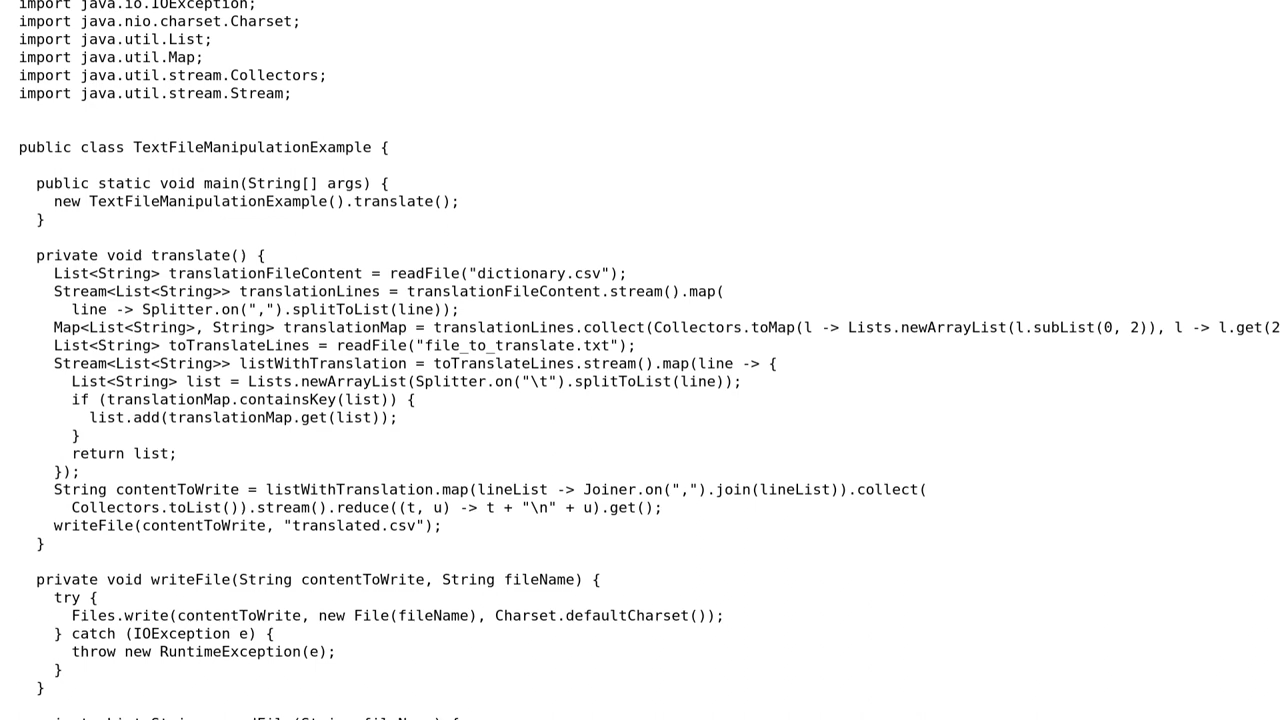 import java.io.IOException;
import java.nio.charset.Charset;
import java.util.List;
import java.util.Map;
import java.util.stream.Collectors;
import java.util.stream.Stream;
public class TextFileManipulationExample {
public static void main(String[] args) {
new TextFileManipulationExample().translate();
}
private void translate() {
List<String> translationFileContent = readFile("dictionary.csv");
Stream<List<String>> translationLines = translationFileContent.stream().map(
line -> Splitter.on(",").splitToList(line));
Map<List<String>, String> translationMap = translationLines.collect(Collectors.toMap(l -> Lists.newArrayList(l.subList(0, 2)), l -> l.get(2
List<String> toTranslateLines = readFile("file_to_translate.txt");
Stream<List<String>> listWithTranslation = toTranslateLines.stream().map(line -> {
List<String> list = Lists.newArrayList(Splitter.on("\t").splitToList(line));
if (translationMap.containsKey(list)) {
list.add(translationMap.get(list));
}
return list;
});
String contentToWrite = listWithTranslation.map(lineList -> Joiner.on(",").join(lineList)).collect(
Collectors.toList()).stream().reduce((t, u) -> t + "\n" + u).get();
writeFile(contentToWrite, "translated.csv");
}
private void writeFile(String contentToWrite, String fileName) {
try {
Files.write(contentToWrite, new File(fileName), Charset.defaultCharset());
} catch (IOException e) {
throw new RuntimeException(e);
}
}